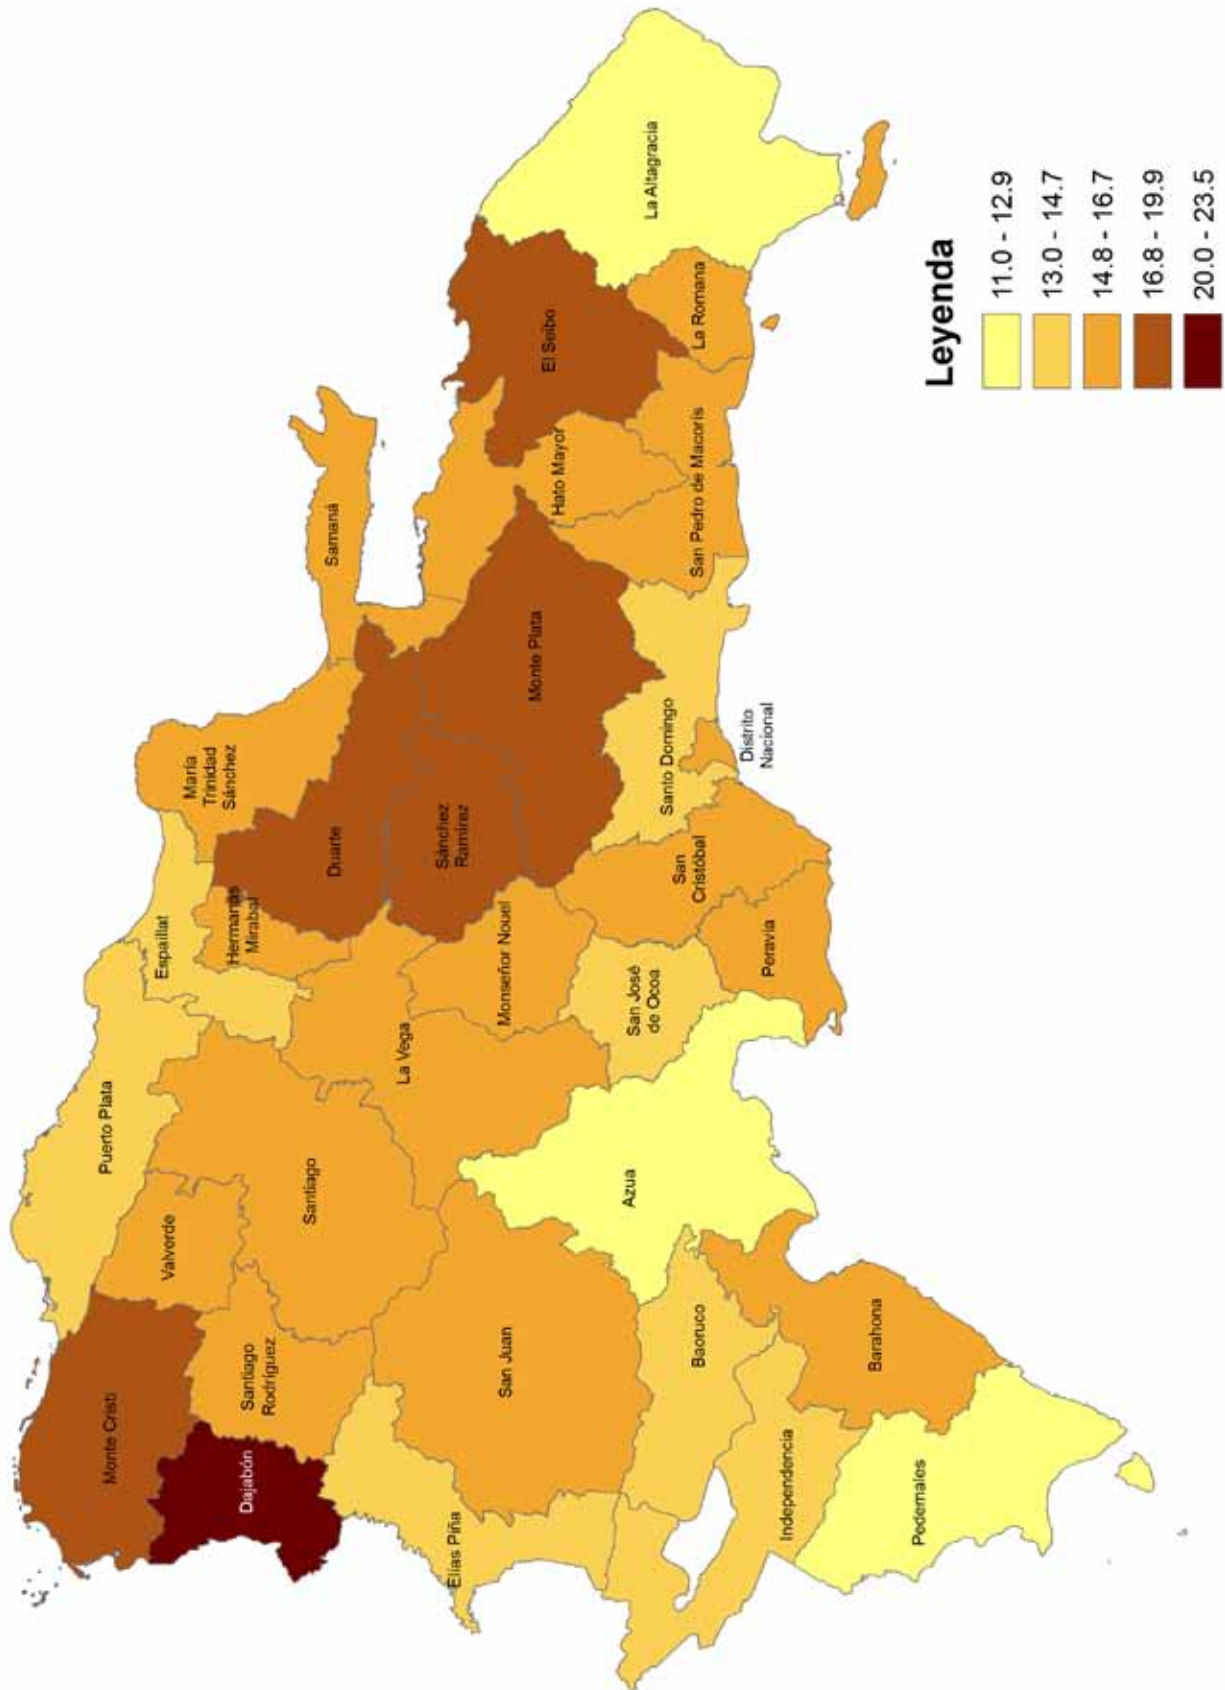 Monte Cristi
Puerto Plata
Valverde
Espaillat
María
Trinidad
Sánchez
Dajabón
Santiago
Rodríguez
Hermanas
Mirabal
Santiago
Duarte
Samaná
La Vega
Elías Piña
Sánchez
Ramírez
San Juan
Monseñor Nouel
Monte Plata
El Seibo
Hato Mayor
Azua
San José
de Ocoa
La Altagracia
Santo Domingo
San
Cristóbal
San Pedro de Macorís
La Romana
Baoruco
Distrito
Nacional
Peravia
Independencia
Barahona
Pedernales
Leyenda
11.0 - 12.9
13.0 - 14.7
14.8 - 16.7
16.8 - 19.9
20.0 - 23.5